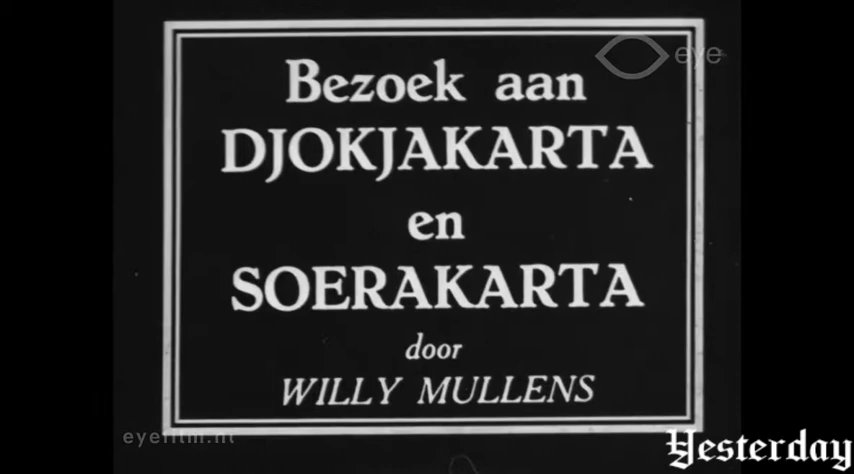 eye
Bezoek aan
DJOKJAKARTA
en
SOERAKARTA
door
WILLY MULLENS
eyefilm.nl
Yesterday